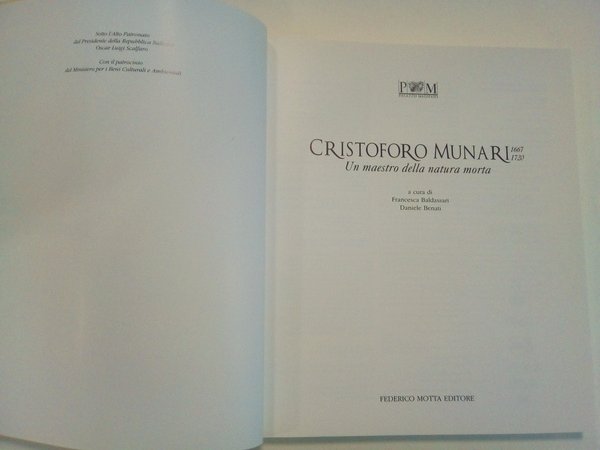 Sotto l'Alto Patronato
del Presidente della Repubblica Italiana
Oscar Luigi Scalfaro
Con il patrocinio
del Ministero per i Beni Culturali e Ambientali
P M
PALAZZO MAGNANI
CRISTOFORO MUNARI 1667 1720
Un maestro della natura morta
a cura di
Francesca Baldassari
Daniele Benati
FEDERICO MOTTA EDITORE